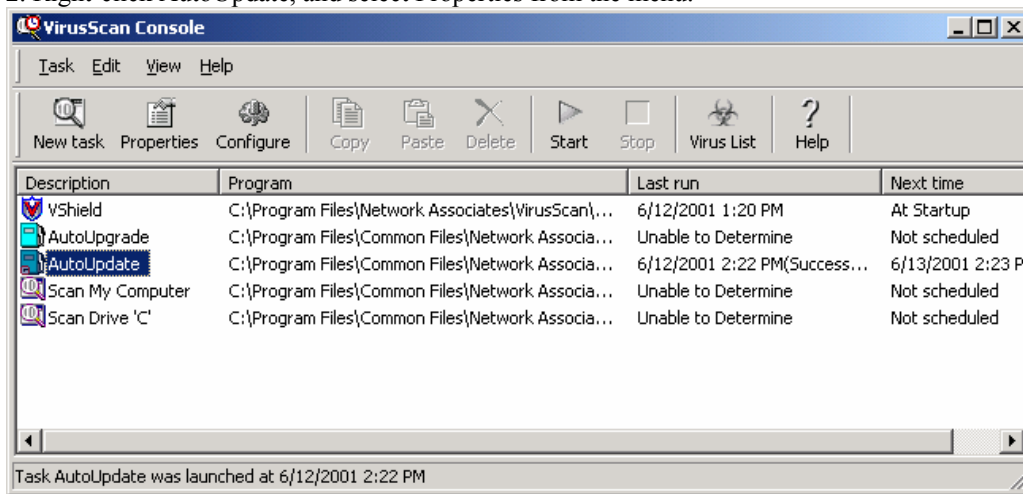 2. Right-click AutoUpdate, and select Properties from the menu.
VirusScan Console
Task Edit View Help
New task Properties Configure Copy Paste Delete Start Stop Virus List Help
Description Program Last run Next time
VShield C:\Program Files\Network Associates\VirusScan\... 6/12/2001 1:20 PM At Startup
AutoUpgrade C:\Program Files\Common Files\Network Associa... Unable to Determine Not scheduled
AutoUpdate C:\Program Files\Common Files\Network Associa... 6/12/2001 2:22 PM(Success... 6/13/2001 2:23 P
Scan My Computer C:\Program Files\Common Files\Network Associa... Unable to Determine Not scheduled
Scan Drive 'C' C:\Program Files\Common Files\Network Associa... Unable to Determine Not scheduled
Task AutoUpdate was launched at 6/12/2001 2:22 PM